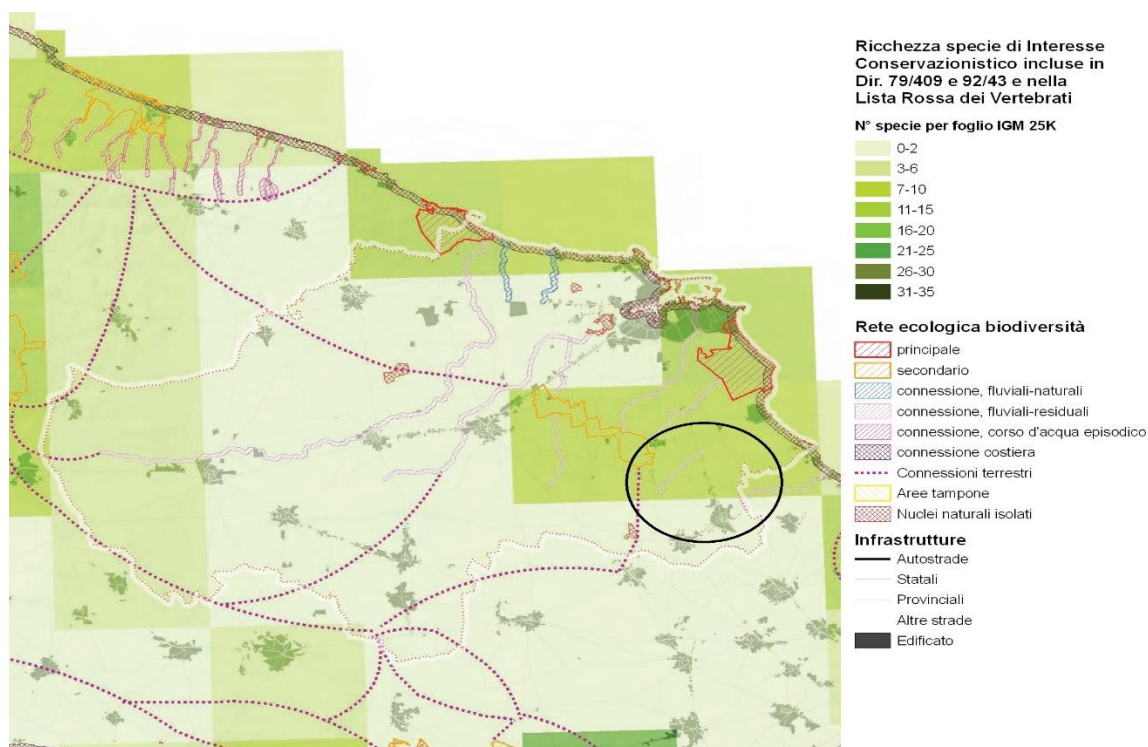 Ricchezza specie di Interesse
Conservazionistico incluse in
Dir. 79/409 e 92/43 e nella
Lista Rossa dei Vertebrati
N° specie per foglio IGM 25K
0-2
3-6
7-10
11-15
16-20
21-25
26-30
31-35
Rete ecologica biodiversità
principale
secondario
connessione, fluviali-naturali
connessione, fluviali-residuali
connessione, corso d'acqua episodico
connessione costiera
Connessioni terrestri
Aree tampone
Nuclei naturali isolati
Infrastrutture
Autostrade
Statali
Provinciali
Altre strade
Edificato